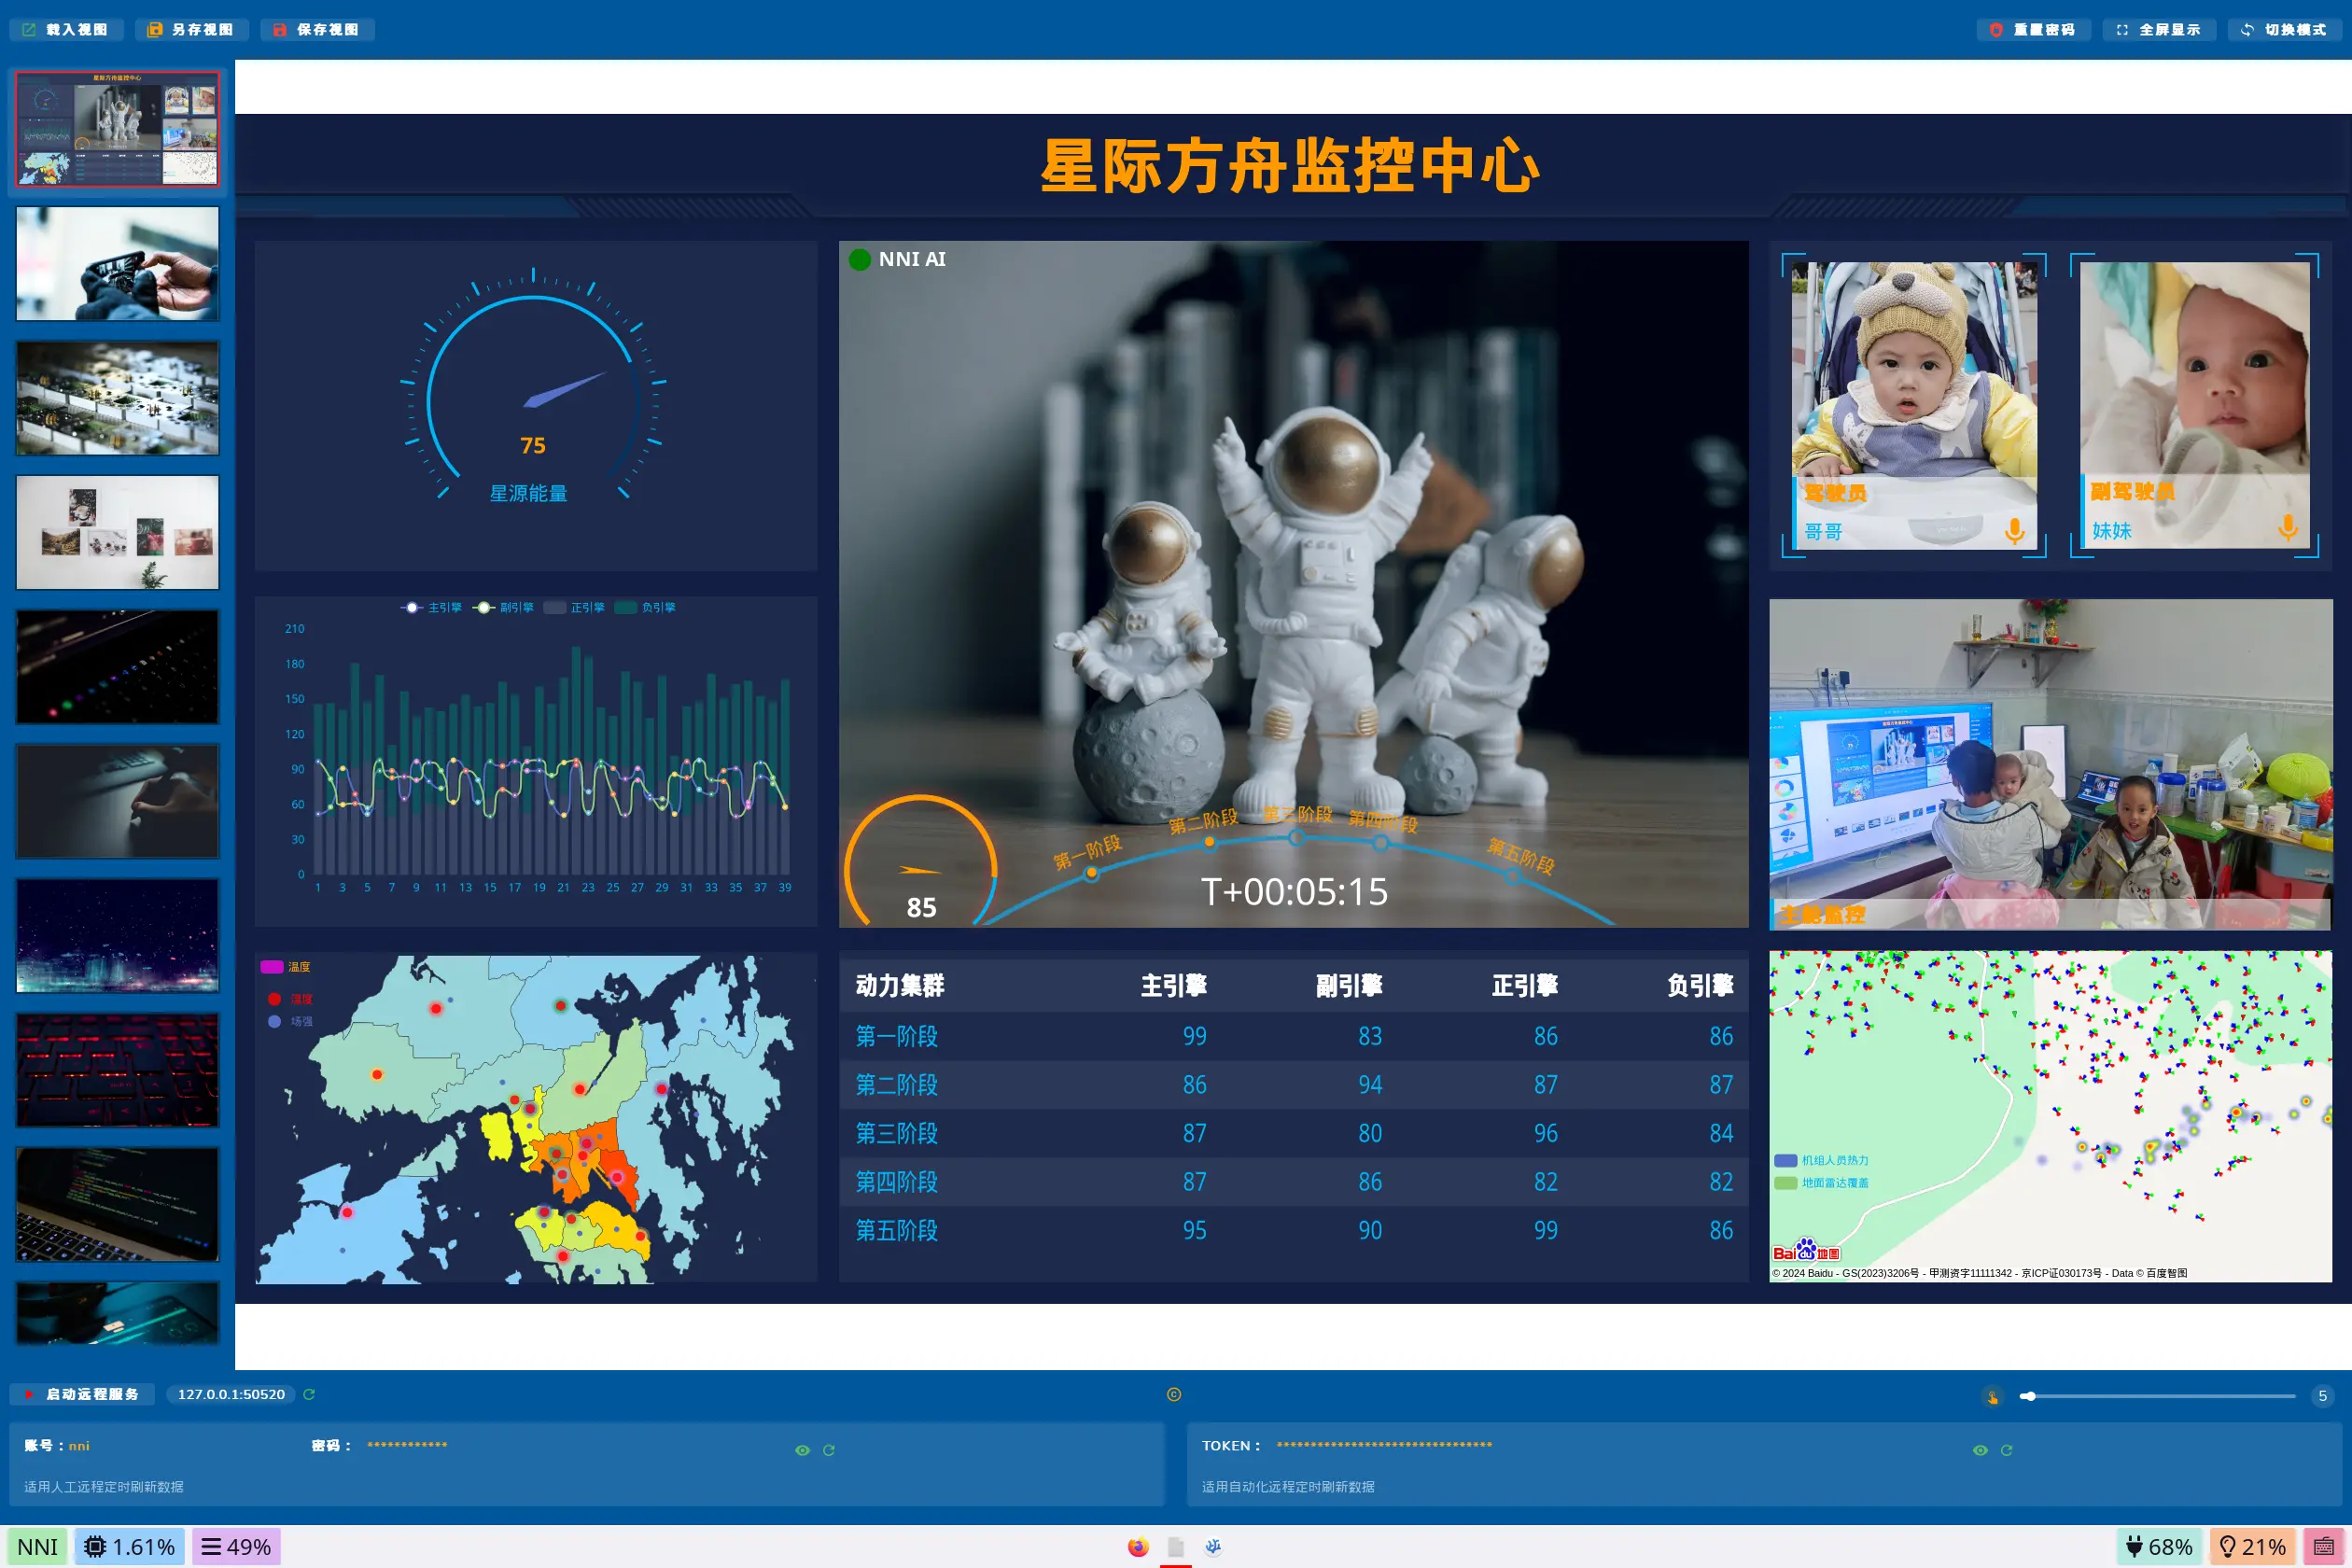 载入视图
另存视图
保存视图
重置密码
全屏显示
切换模式
星际方舟监控中心
75
星源能量
NNI AI
驾驶员
哥哥
副驾驶员
妹妹
主引擎 副引擎 正引擎 负引擎
210
180
150
120
90
60
30
0
1 3 5 7 9 11 13 15 17 19 21 23 25 27 29 31 33 35 37 39
第一阶段
第二阶段
第三阶段
第四阶段
第五阶段
T+00:05:15
85
主舱监控
温度
温度
场强
动力集群 主引擎 副引擎 正引擎 负引擎
第一阶段 99 83 86 86
第二阶段 86 94 87 87
第三阶段 87 80 96 84
第四阶段 87 86 82 82
第五阶段 95 90 99 86
机组人员热力
地面雷达覆盖
Bai du 地图
© 2024 Baidu - GS(2023)3206号 - 甲测资字11111342 - 京ICP证030173号 - Data © 百度智图
启动远程服务
127.0.0.1:50520
5
账号：nni
密码： ************
适用人工远程定时刷新数据
TOKEN： ********************************
适用自动化远程定时刷新数据
NNI
1.61%
49%
68%
21%